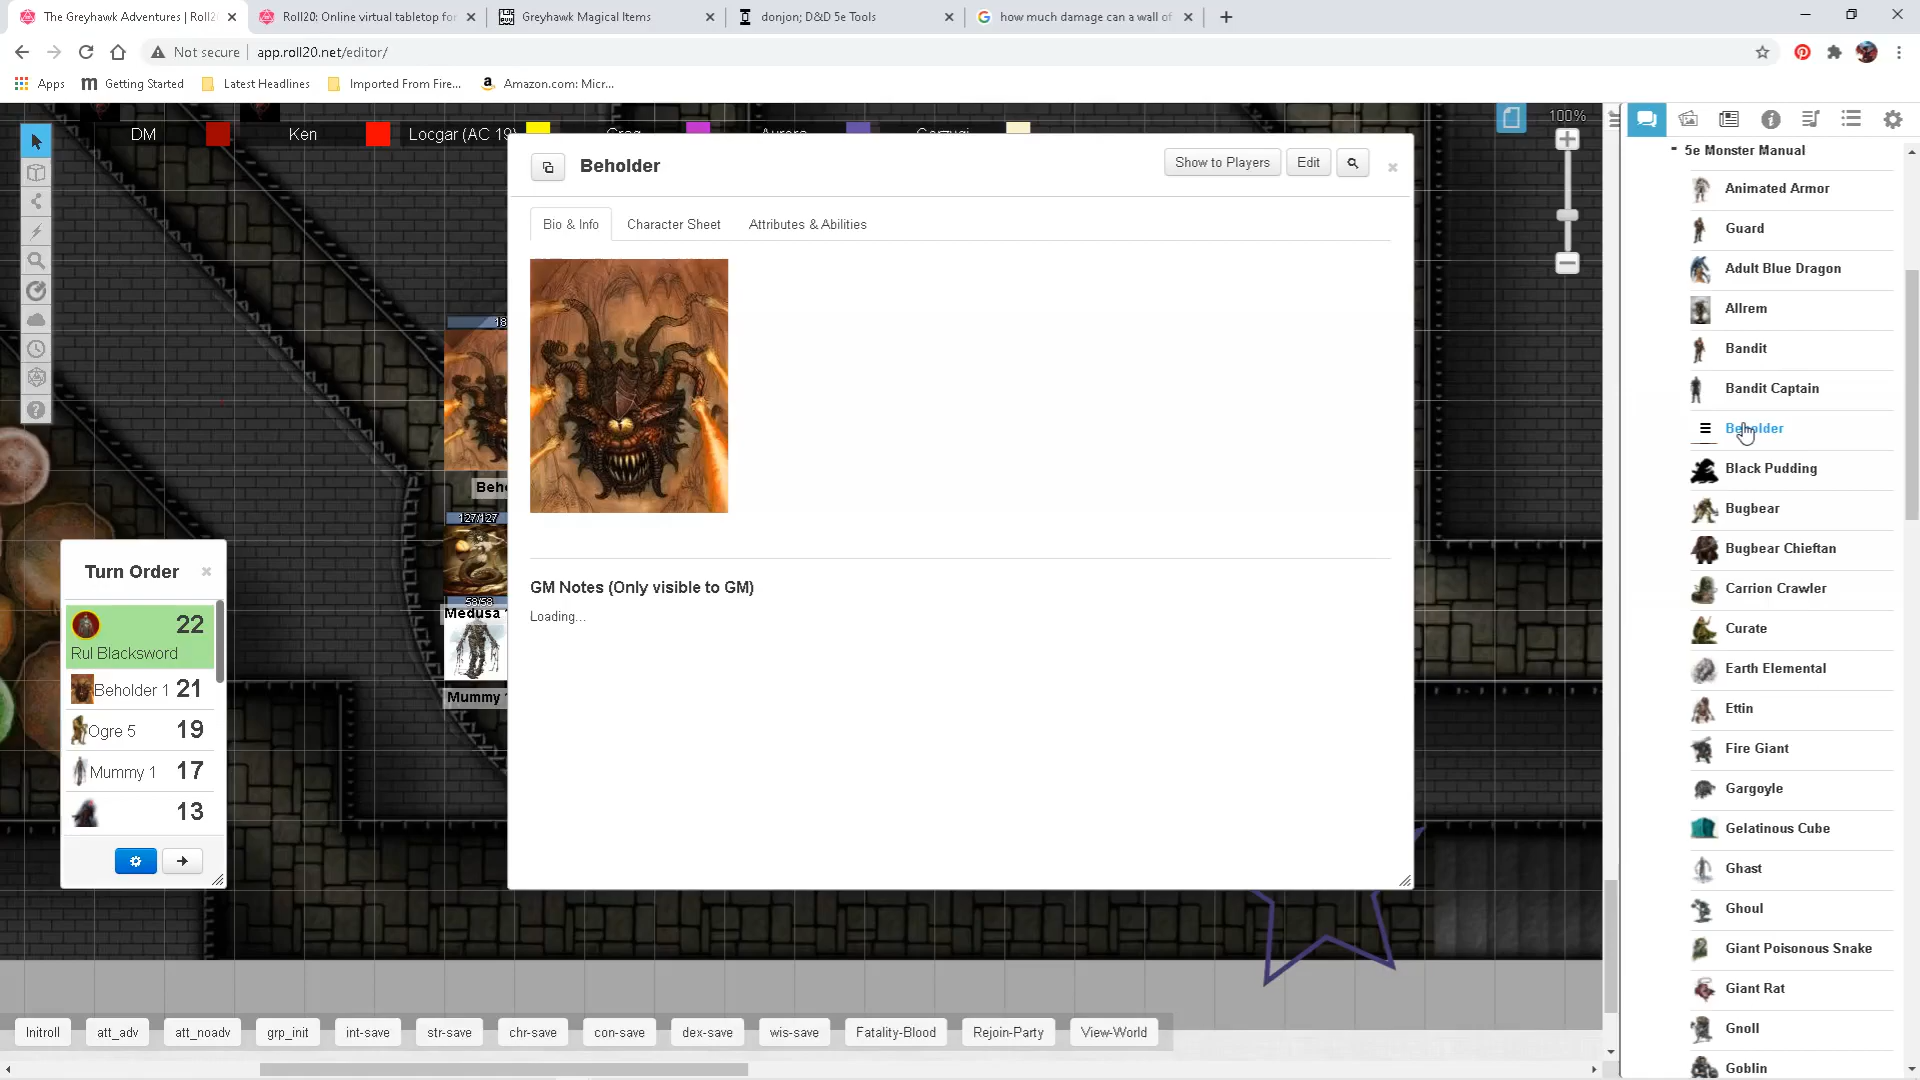 The Greyhawk Adventures | Roll2
Roll20: Online virtual tabletop for
Greyhawk Magical Items
donjon; D&D 5e Tools
how much damage can a wall of
Not secure
app.roll20.net/editor/
Apps
Getting Started
Latest Headlines
Imported From Fire...
Amazon.com: Micr...
DM
Ken
Locgar (AC 19)
100%
Beholder
Show to Players
Edit
Bio & Info
Character Sheet
Attributes & Abilities
GM Notes (Only visible to GM)
Loading...
18
Beh
127/127
58/58
Medusa
Mummy
Turn Order
22
Rul Blacksword
Beholder 1
21
Ogre 5
19
Mummy 1
17
13
Initroll
att_adv
att_noadv
grp_init
int-save
str-save
chr-save
con-save
dex-save
wis-save
Fatality-Blood
Rejoin-Party
View-World
5e Monster Manual
Animated Armor
Guard
Adult Blue Dragon
Allrem
Bandit
Bandit Captain
Beholder
Black Pudding
Bugbear
Bugbear Chieftan
Carrion Crawler
Curate
Earth Elemental
Ettin
Fire Giant
Gargoyle
Gelatinous Cube
Ghast
Ghoul
Giant Poisonous Snake
Giant Rat
Gnoll
Goblin